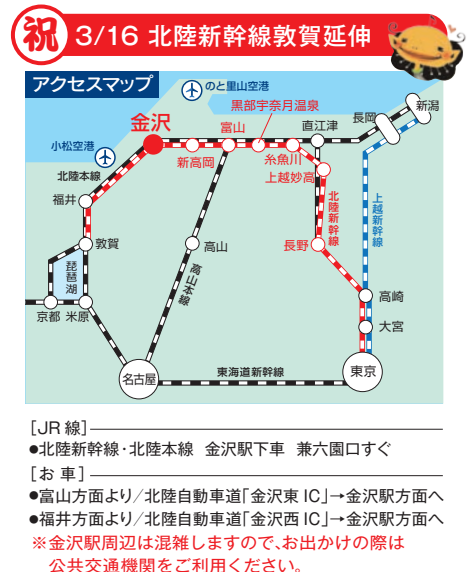 祝 3/16 北陸新幹線敦賀延伸
アクセスマップ
のと里山空港
黒部宇奈月温泉
新潟
長岡
金沢
富山
直江津
小松空港
新高岡
糸魚川
北陸本線
上越妙高
福井
北陸新幹線
上越新幹線
敦賀
高山
長野
琵琶湖
高山本線
高崎
京都
米原
大宮
名古屋
東海道新幹線
東京
[JR線]
●北陸新幹線・北陸本線 金沢駅下車 兼六園口すぐ
[お車]
●富山方面より/北陸自動車道「金沢東IC」→金沢駅方面へ
●福井方面より/北陸自動車道「金沢西IC」→金沢駅方面へ
※金沢駅周辺は混雑しますので、お出かけの際は
公共交通機関をご利用ください。